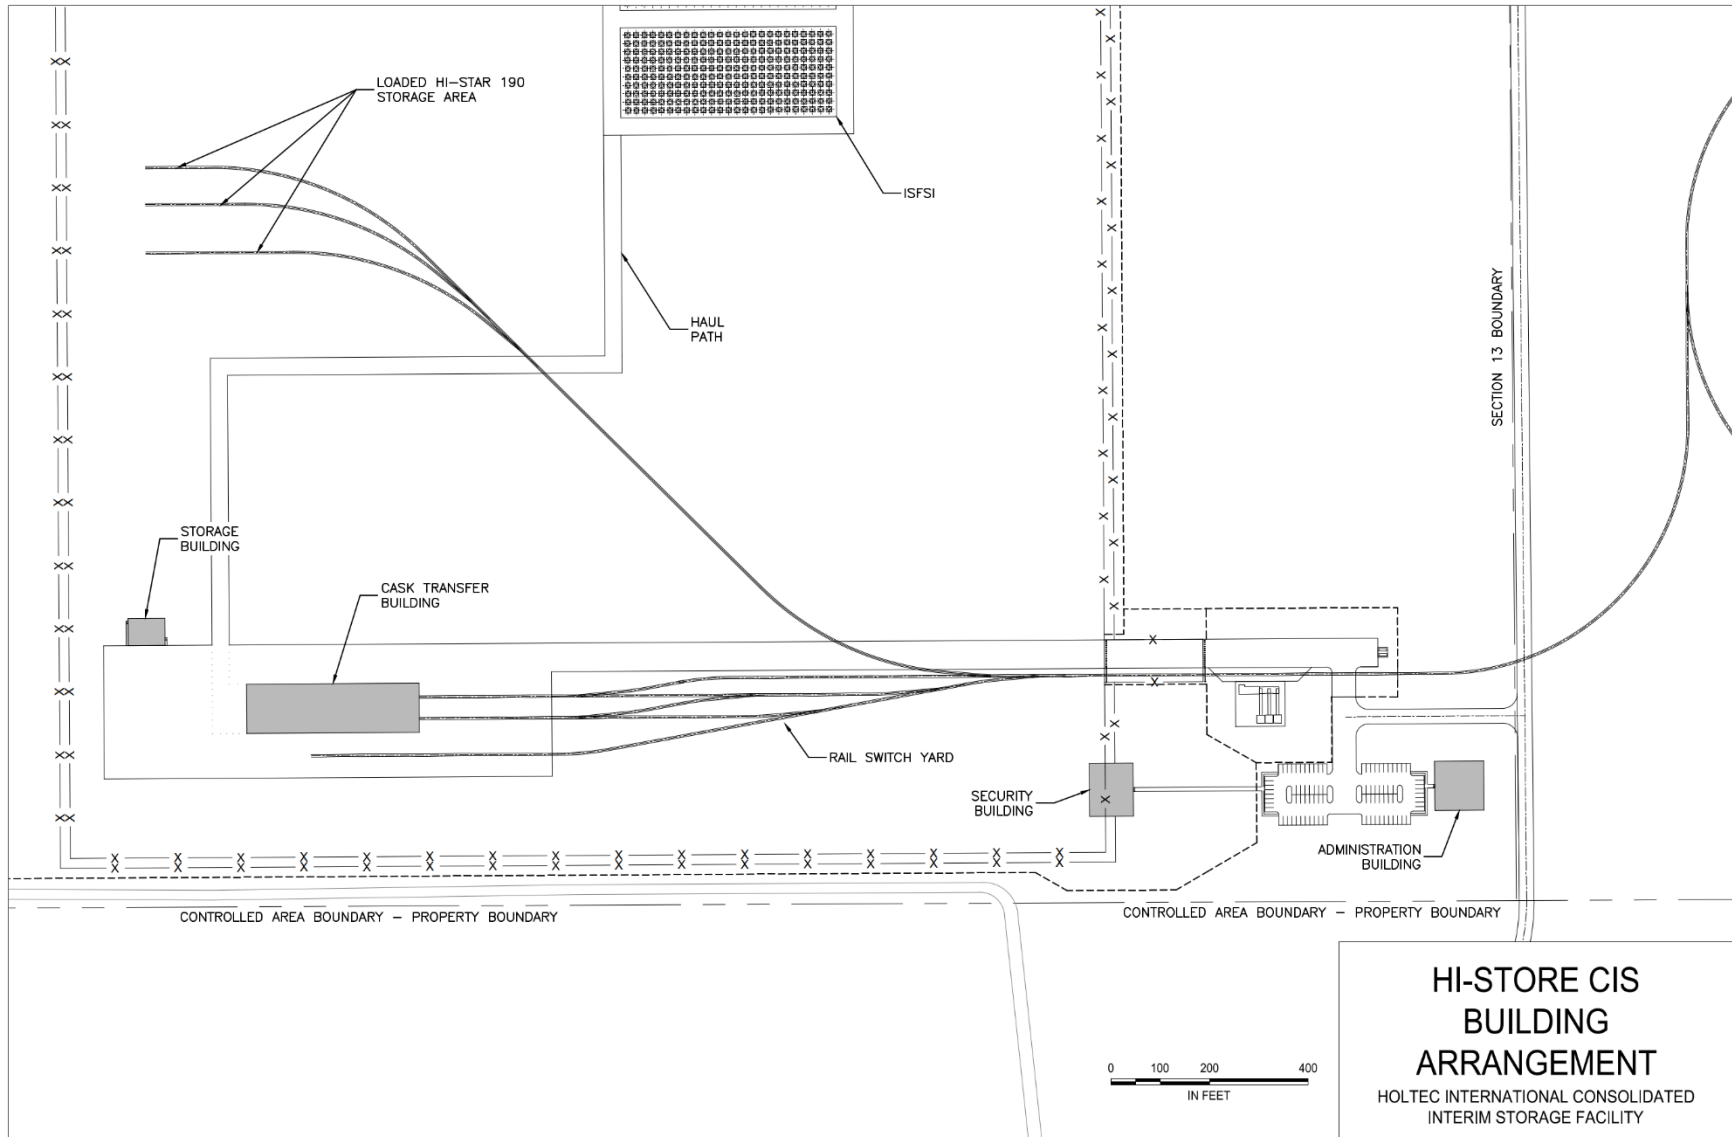 LOADED HI-STAR 190
STORAGE AREA
ISFSI
HAUL
PATH
SECTION 13 BOUNDARY
STORAGE
BUILDING
CASK TRANSFER
BUILDING
RAIL SWITCH YARD
SECURITY
BUILDING
ADMINISTRATION
BUILDING
CONTROLLED AREA BOUNDARY - PROPERTY BOUNDARY
CONTROLLED AREA BOUNDARY - PROPERTY BOUNDARY
0 100 200 400
IN FEET
HI-STORE CIS
BUILDING
ARRANGEMENT
HOLTEC INTERNATIONAL CONSOLIDATED
INTERIM STORAGE FACILITY